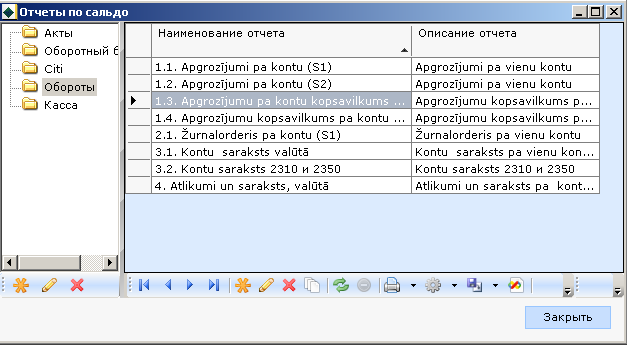 Отчеты по сальдо
Акты
Оборотный б
Citi
Обороты
Касса
Наименование отчета Описание отчета
1.1. Apgrozījumi pa kontu (S1) Apgrozījumi pa vienu kontu
1.2. Apgrozījumi pa kontu (S2) Apgrozījumi pa vienu kontu
1.3. Apgrozījumu pa kontu kopsavilkums ... Apgrozījumu kopsavilkums p...
1.4. Apgrozījumu kopsavilkums pa kontu ... Apgrozījumu kopsavilkums p...
2.1. Žurnalorderis pa kontu (S1) Žurnalorderis pa vienu kontu
3.1. Kontu saraksts valūtā Kontu saraksts pa vienu kon...
3.2. Kontu saraksts 2310 и 2350 Kontu saraksts 2310 и 2350
4. Atlikumi un saraksts, valūtā Atlikumi un saraksts pa kont...
Закрыть